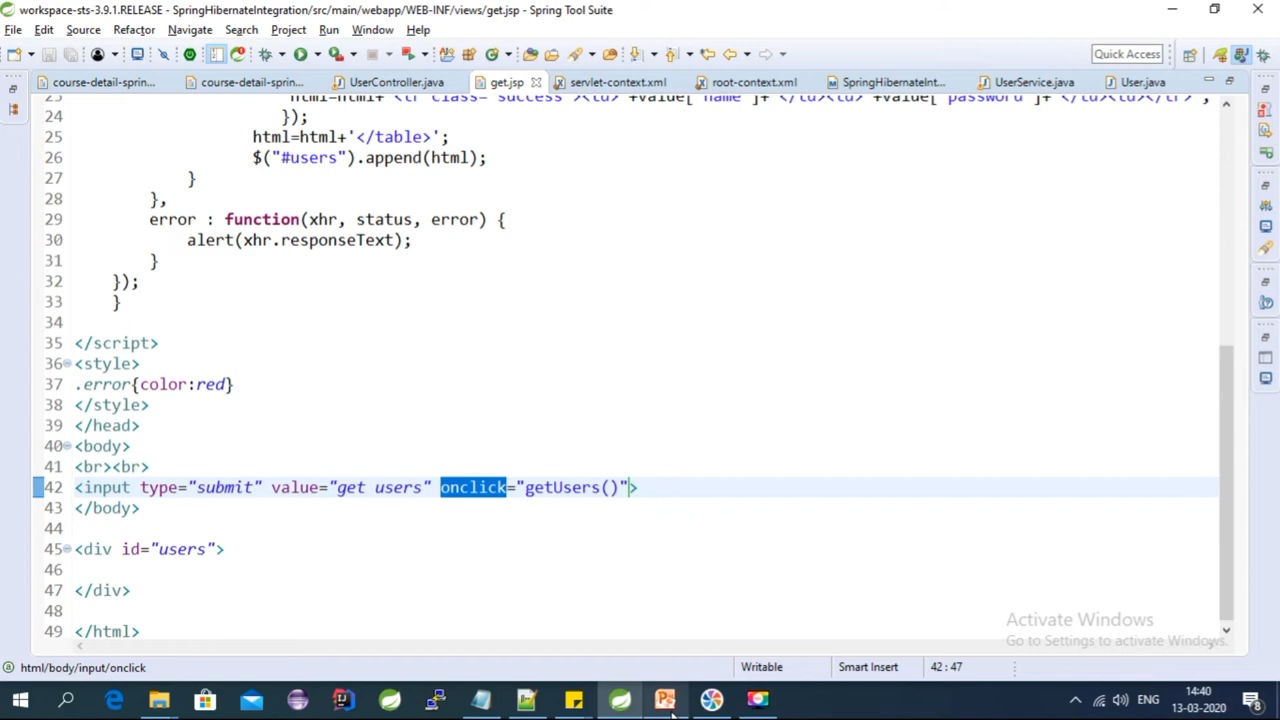 workspace-sts-3.9.1.RELEASE - SpringHibernateIntegration/src/main/webapp/WEB-INF/views/get.jsp - Spring Tool Suite
File Edit Source Refactor Navigate Search Project Run Window Help
Quick Access
course-detail-sprin... course-detail-sprin... UserController.java get.jsp servlet-context.xml root-context.xml SpringHibernateInt... UserService.java User.java
24 });
25 html=html+'</table>';
26 $("#users").append(html);
27 }
28 },
29 error : function(xhr, status, error) {
30 alert(xhr.responseText);
31 }
32 });
33 }
34
35 </script>
36 <style>
37 .error{color:red}
38 </style>
39 </head>
40 <body>
41 <br><br>
42 <input type="submit" value="get users" onclick="getUsers()">
43 </body>
44
45 <div id="users">
46
47 </div>
48
49 </html>
Activate Windows
Go to Settings to activate Windows.
html/body/input/onclick Writable Smart Insert 42 : 47
ENG 14:40
13-03-2020 8